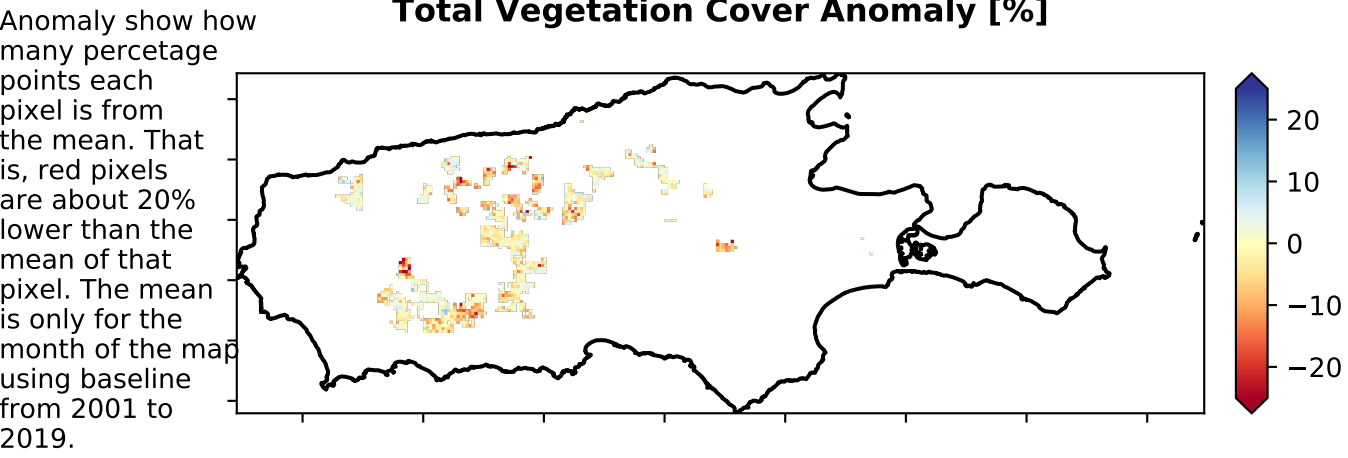 Total Vegetation Cover Anomaly [%]
Anomaly show how
many percetage
points each
pixel is from
the mean. That
is, red pixels
are about 20%
lower than the
mean of that
pixel. The mean
is only for the
month of the map
using baseline
from 2001 to
2019.
20
10
0
−10
−20